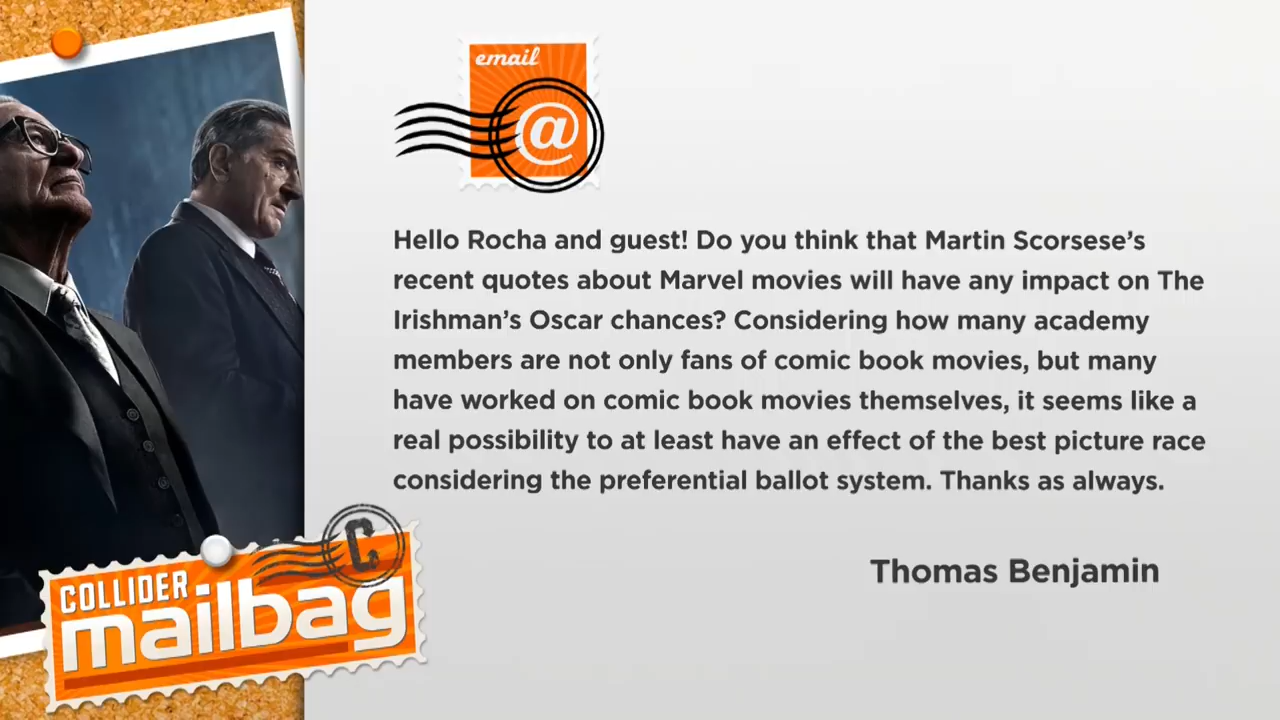 email
@
Hello Rocha and guest! Do you think that Martin Scorsese’s
recent quotes about Marvel movies will have any impact on The
Irishman’s Oscar chances? Considering how many academy
members are not only fans of comic book movies, but many
have worked on comic book movies themselves, it seems like a
real possibility to at least have an effect of the best picture race
considering the preferential ballot system. Thanks as always.
Thomas Benjamin
C
COLLIDER
mailbag